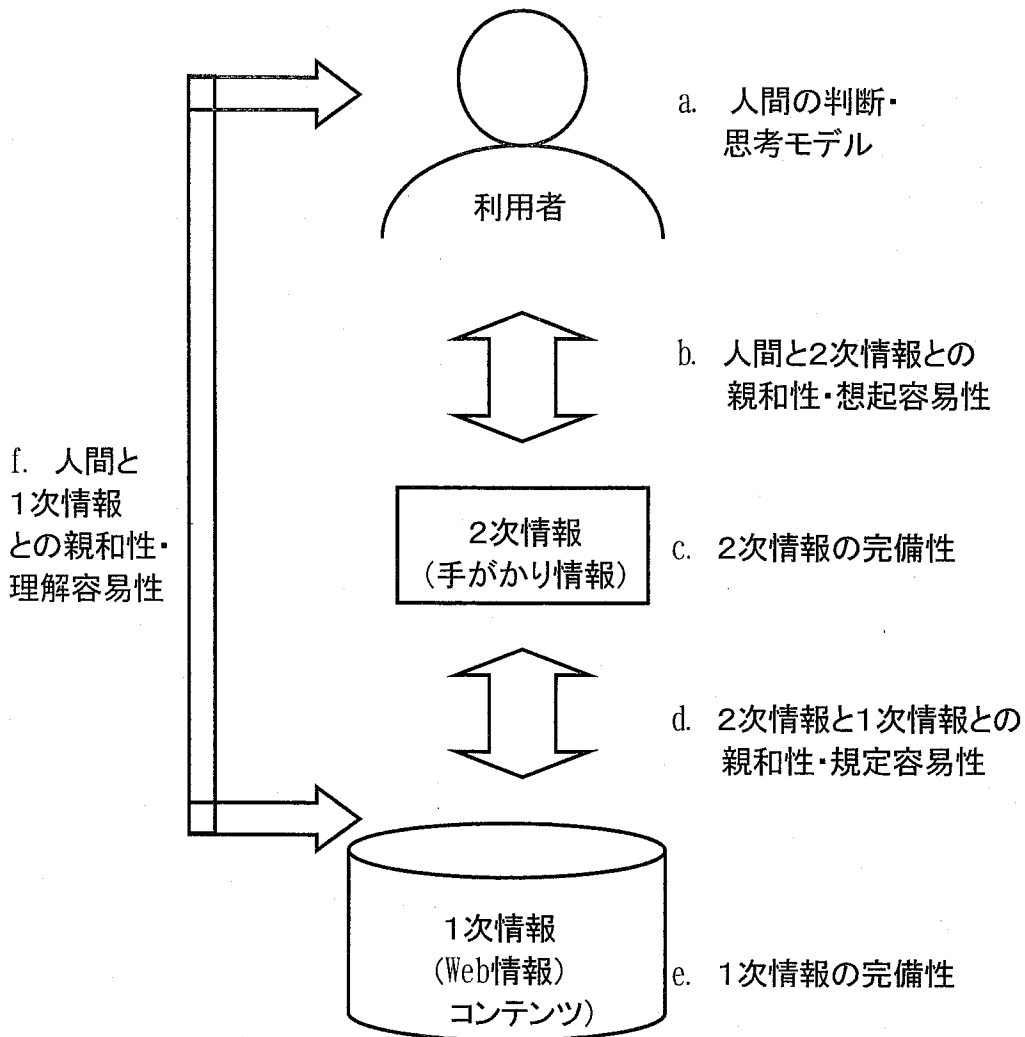 a. 人間の判断・
思考モデル
利用者
b. 人間と2次情報との
親和性・想起容易性
f. 人間と
1次情報
との親和性・
理解容易性
2次情報
(手がかり情報)
c. 2次情報の完備性
d. 2次情報と1次情報との
親和性・規定容易性
1次情報
(Web情報)
コンテンツ)
e. 1次情報の完備性